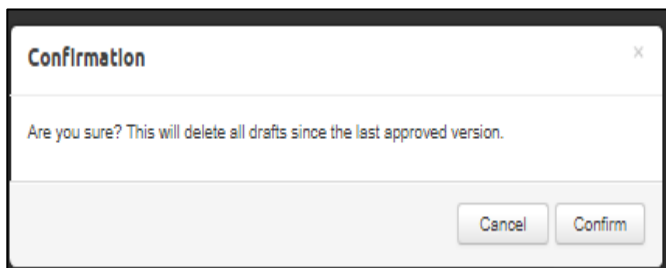 Confirmation
×
Are you sure? This will delete all drafts since the last approved version.
Cancel Confirm